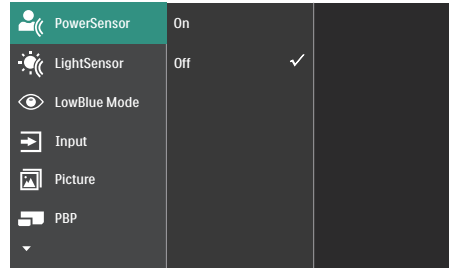 PowerSensor
On
LightSensor
Off
LowBlue Mode
Input
Picture
PBP